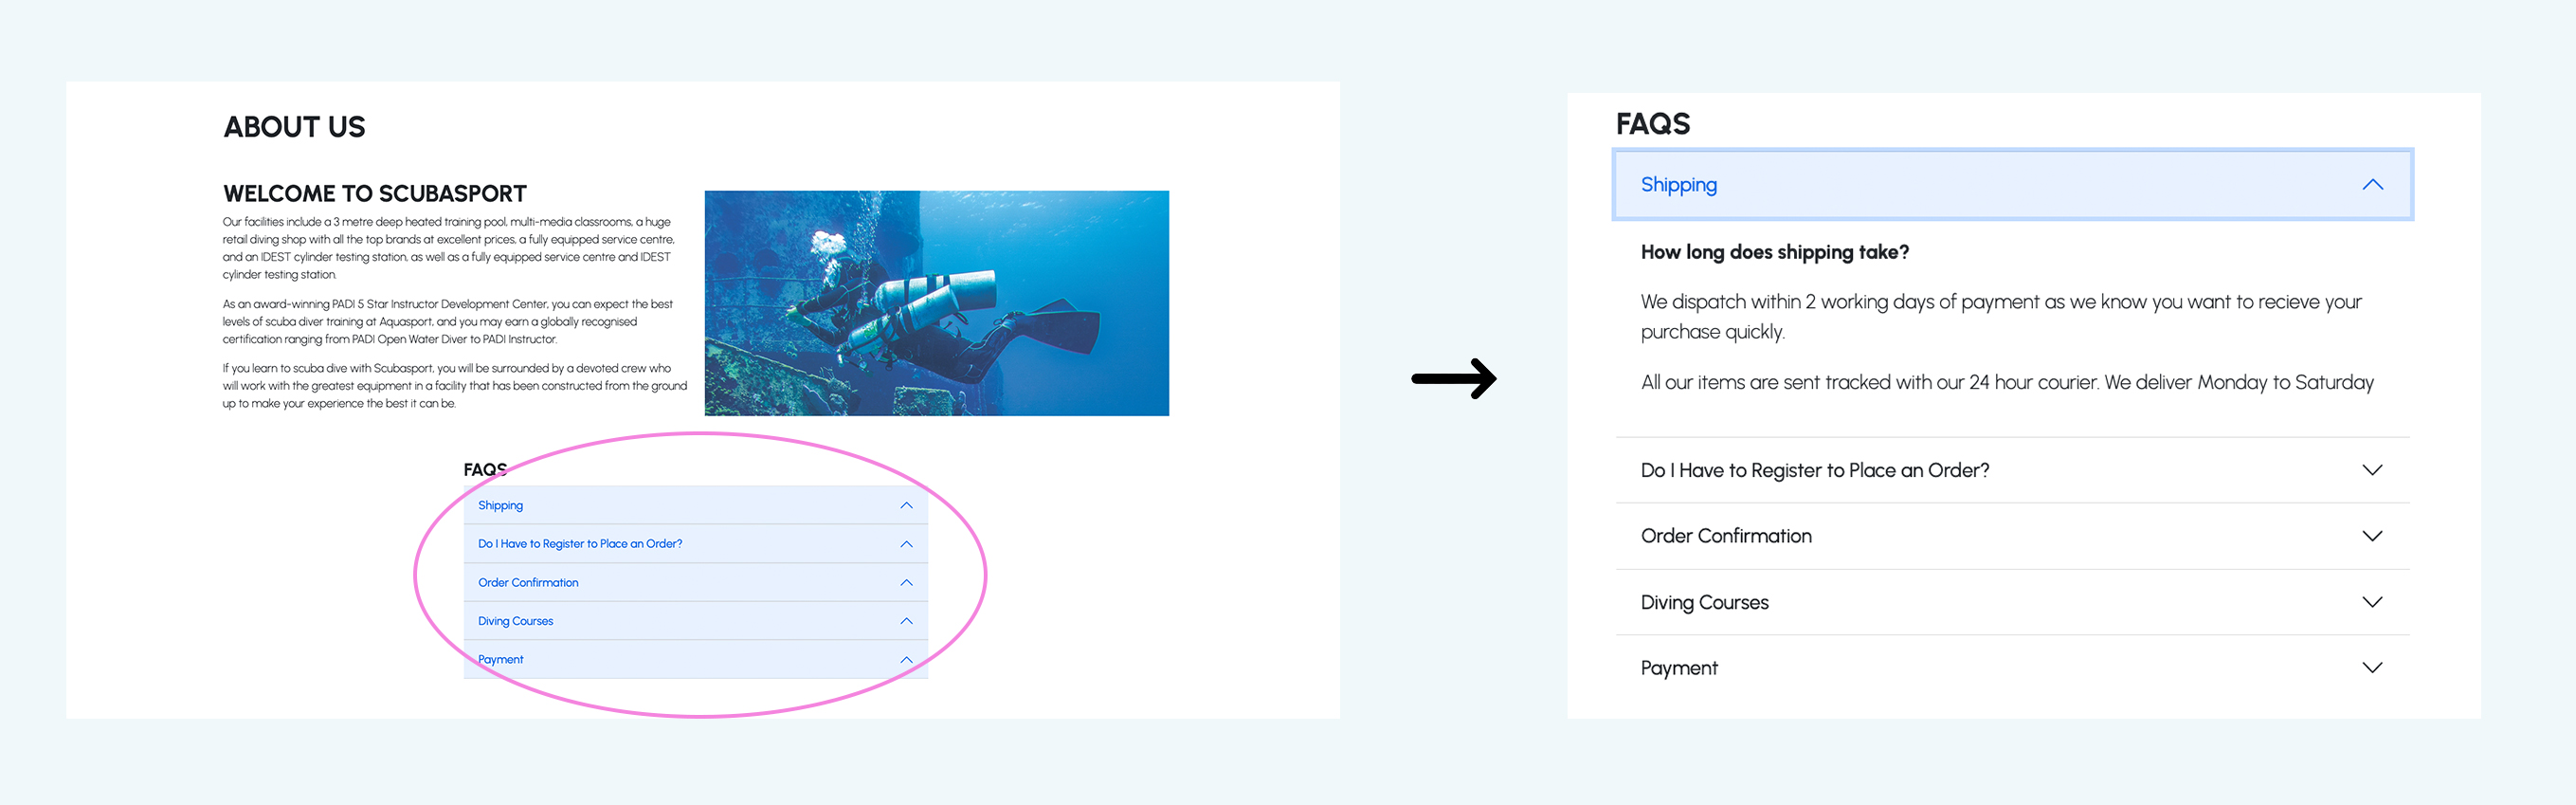 ABOUT US
WELCOME TO SCUBASPORT
Our facilities include a 3 metre deep heated training pool, multi-media classrooms, a huge
retail diving shop with all the top brands at excellent prices, a fully equipped service centre,
and an IDEST cylinder testing station, as well as a fully equipped service centre and IDEST
cylinder testing station.
As an award-winning PADI 5 Star Instructor Development Center, you can expect the best
levels of scuba diver training at Aquasport, and you may earn a globally recognised
certification ranging from PADI Open Water Diver to PADI Instructor.
If you learn to scuba dive with Scubasport, you will be surrounded by a devoted crew who
will work with the greatest equipment in a facility that has been constructed from the ground
up to make your experience the best it can be.
FAQS
Shipping
Do I Have to Register to Place an Order?
Order Confirmation
Diving Courses
Payment
FAQS
Shipping
How long does shipping take?
We dispatch within 2 working days of payment as we know you want to recieve your
purchase quickly.
All our items are sent tracked with our 24 hour courier. We deliver Monday to Saturday
Do I Have to Register to Place an Order?
Order Confirmation
Diving Courses
Payment